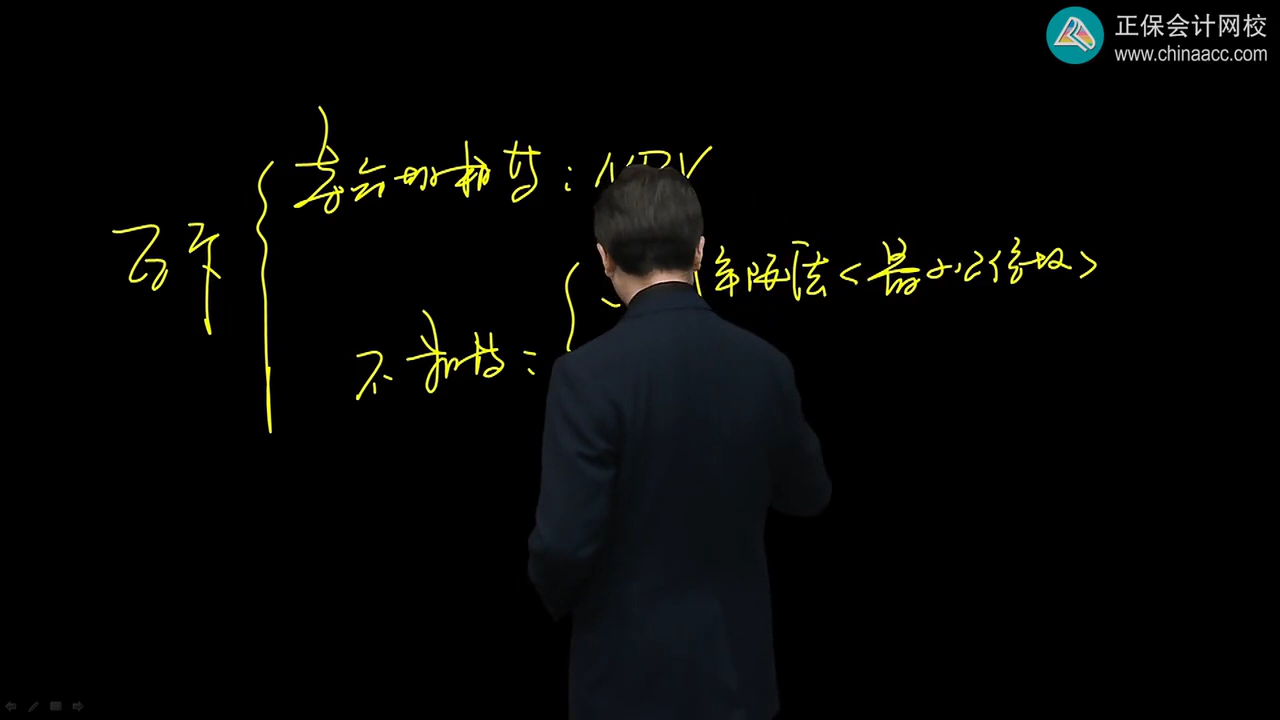 正保会计网校
www.chinaacc.com
互斥
寿命期相等：NPV
年限法<最小公倍数>
不相等：